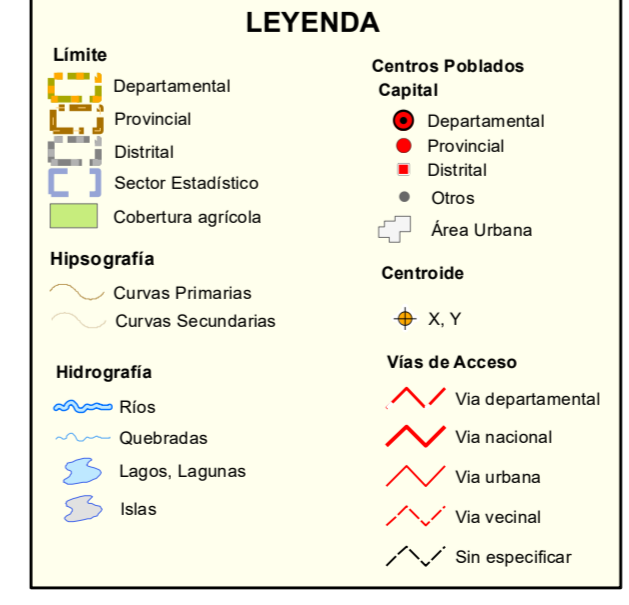 LEYENDA
Límite
Departamental
Provincial
Distrital
Sector Estadístico
Cobertura agrícola
Hipsografía
Curvas Primarias
Curvas Secundarias
Hidrografía
Ríos
Quebradas
Lagos, Lagunas
Islas
Centros Poblados
Capital
Departamental
Provincial
Distrital
Otros
Área Urbana
Centroide
X, Y
Vías de Acceso
Via departamental
Via nacional
Via urbana
Via vecinal
Sin especificar